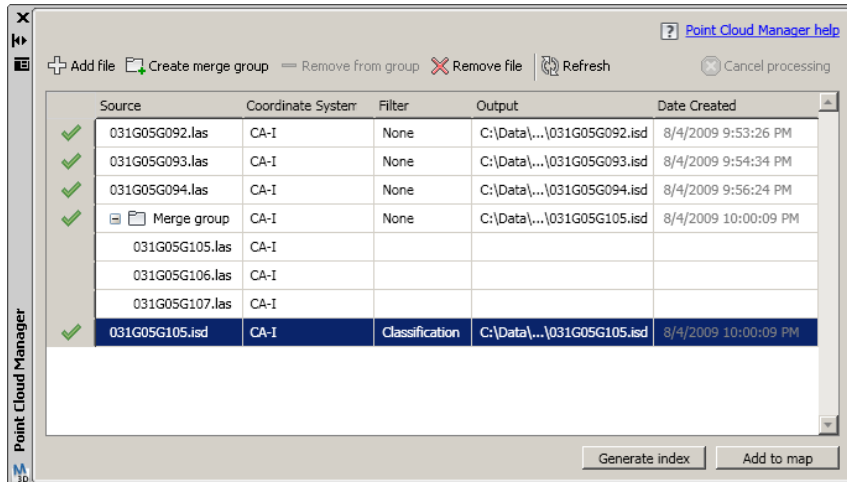 Point Cloud Manager help
Add file Create merge group Remove from group Remove file Refresh Cancel processing
Source Coordinate System Filter Output Date Created
031G05G092.las CA-I None C:\Data\...\031G05G092.isd 8/4/2009 9:53:26 PM
031G05G093.las CA-I None C:\Data\...\031G05G093.isd 8/4/2009 9:54:34 PM
031G05G094.las CA-I None C:\Data\...\031G05G094.isd 8/4/2009 9:56:24 PM
Merge group CA-I None C:\Data\...\031G05G105.isd 8/4/2009 10:00:09 PM
031G05G105.las CA-I
031G05G106.las CA-I
031G05G107.las CA-I
031G05G105.isd CA-I Classification C:\Data\...\031G05G105.isd 8/4/2009 10:00:09 PM
Generate index Add to map
Point Cloud Manager
M
3D